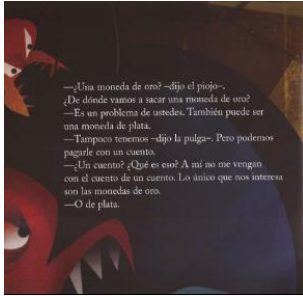 —¿Una moneda de oro? –dijo el piojo–.
¿De dónde vamos a sacar una moneda de oro?
—Es un problema de ustedes. También puede ser
una moneda de plata.
—Tampoco tenemos –dijo la pulga–. Pero podemos
pagarle con un cuento.
—¿Un cuento? ¿Qué es eso? A mí no me vengan
con el cuento de un cuento. Lo único que nos interesa
son las monedas de oro.
—O de plata.